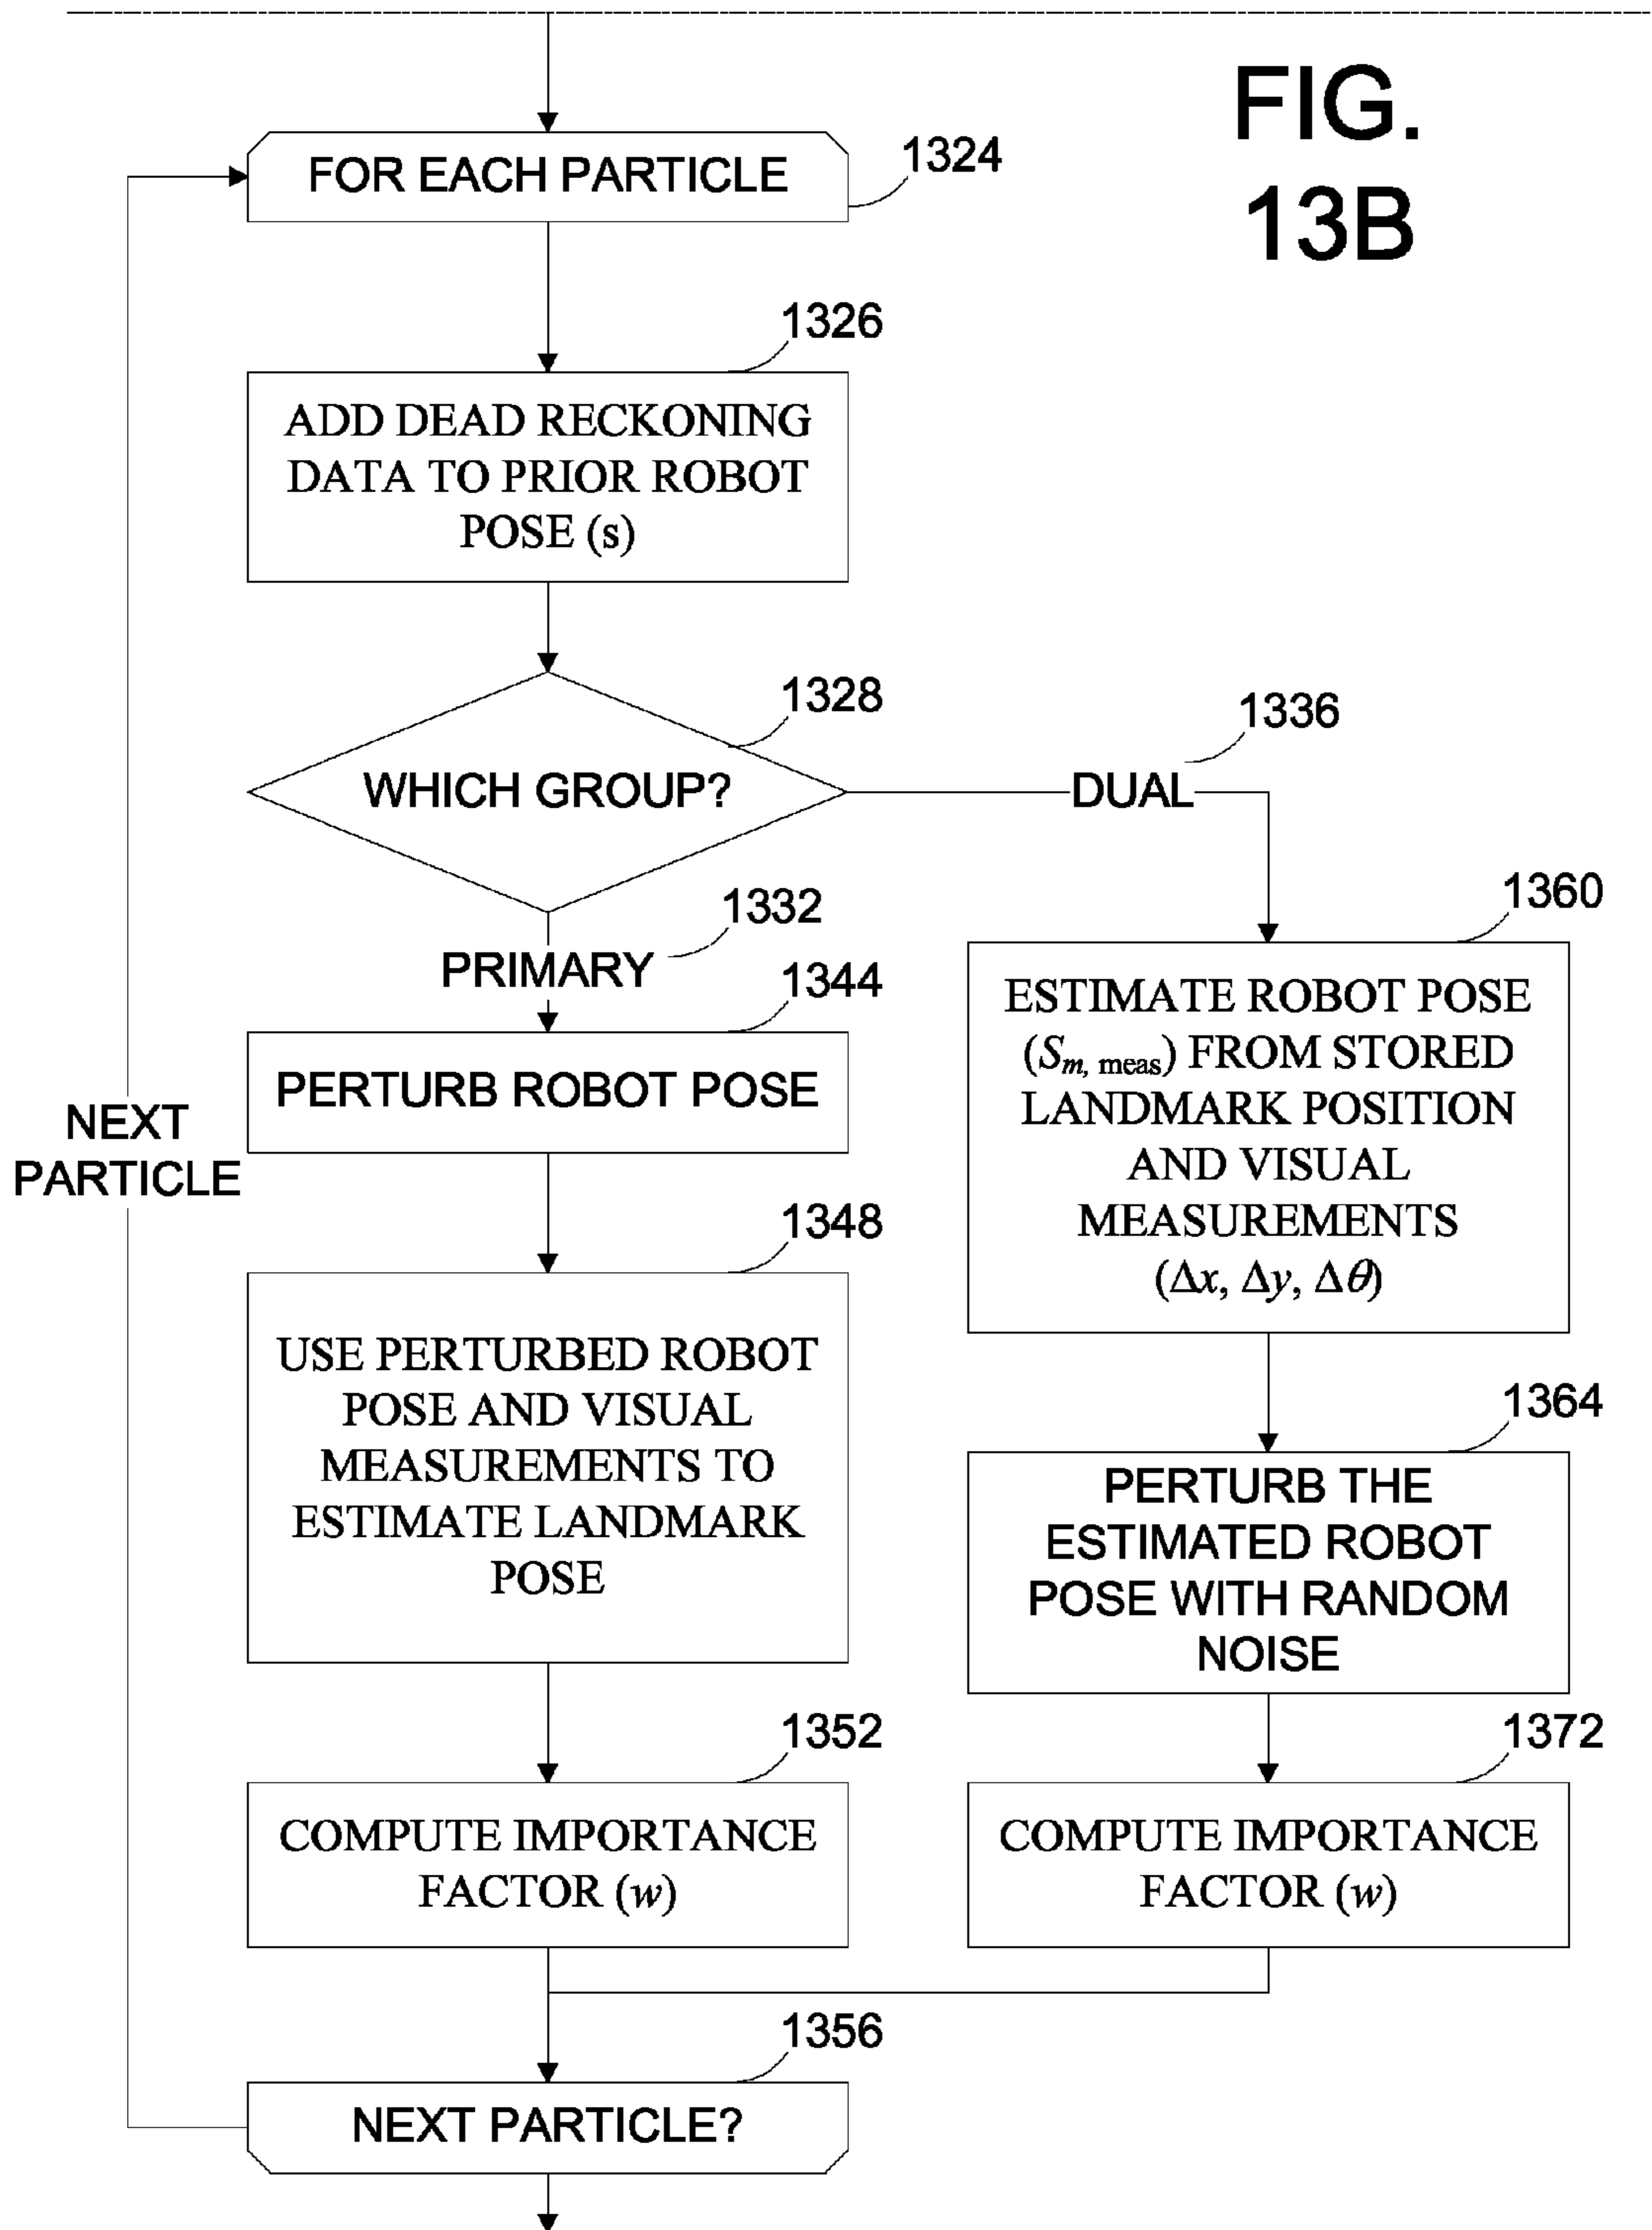 FIG.
13B
FOR EACH PARTICLE
1324
1326
ADD DEAD RECKONING
DATA TO PRIOR ROBOT
POSE (s)
1328
WHICH GROUP?
1336
DUAL
1332
PRIMARY
1344
PERTURB ROBOT POSE
1348
USE PERTURBED ROBOT
POSE AND VISUAL
MEASUREMENTS TO
ESTIMATE LANDMARK
POSE
1352
COMPUTE IMPORTANCE
FACTOR (w)
1360
ESTIMATE ROBOT POSE
(Sm, meas) FROM STORED
LANDMARK POSITION
AND VISUAL
MEASUREMENTS
(Δx, Δy, Δθ)
1364
PERTURB THE
ESTIMATED ROBOT
POSE WITH RANDOM
NOISE
1372
COMPUTE IMPORTANCE
FACTOR (w)
1356
NEXT PARTICLE?
NEXT
PARTICLE